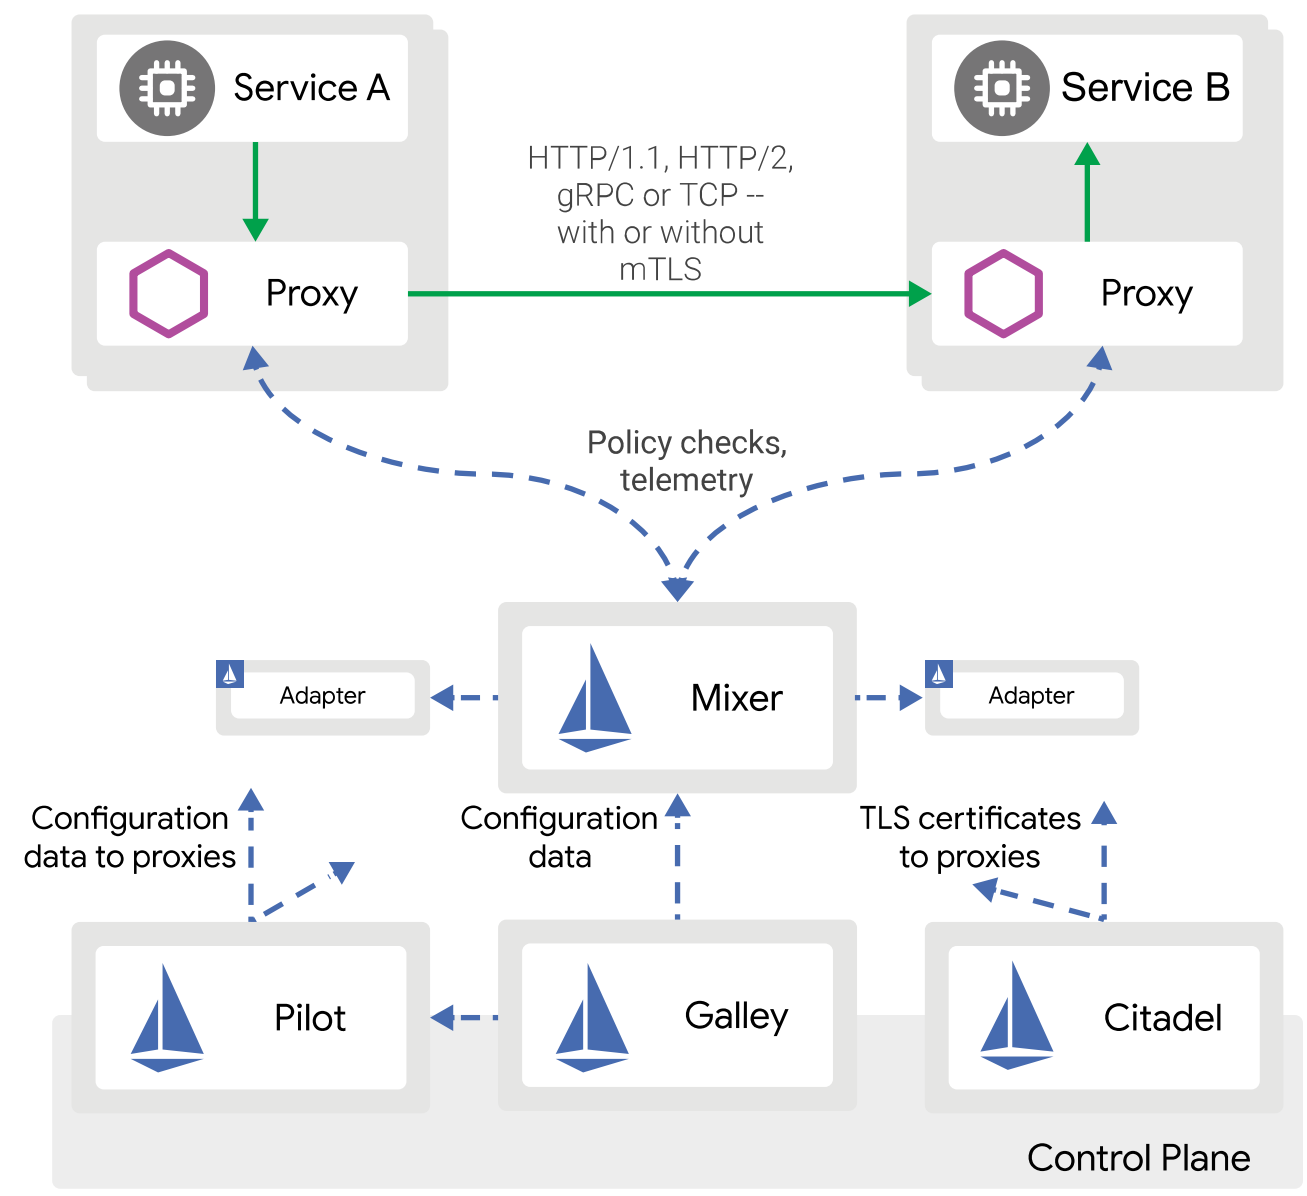 Service A
Service B
HTTP/1.1, HTTP/2,
gRPC or TCP --
with or without
mTLS
Proxy
Proxy
Policy checks,
telemetry
Adapter
Mixer
Adapter
Configuration
data to proxies
Configuration
data
TLS certificates
to proxies
Pilot
Galley
Citadel
Control Plane